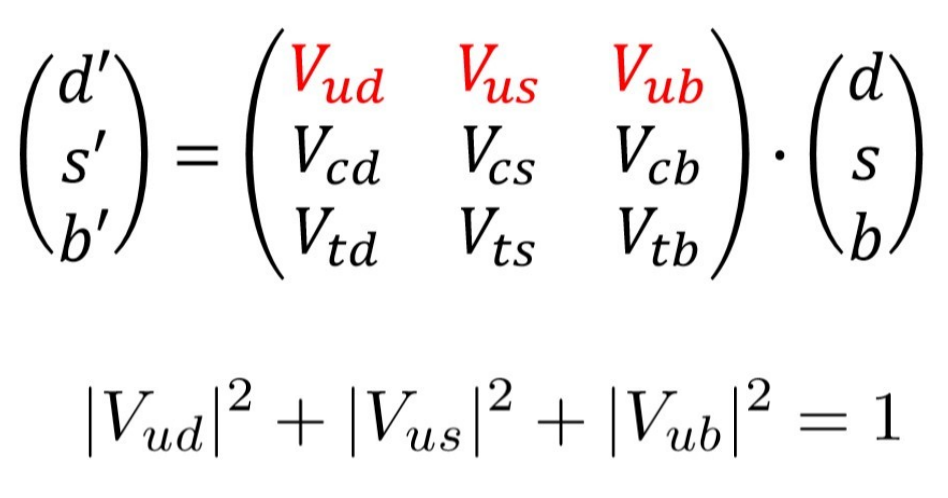 (d′ s′ b′) = (V_ud V_us V_ub
V_cd V_cs V_cb
V_td V_ts V_tb) · (d s b)
|V_ud|² + |V_us|² + |V_ub|² = 1